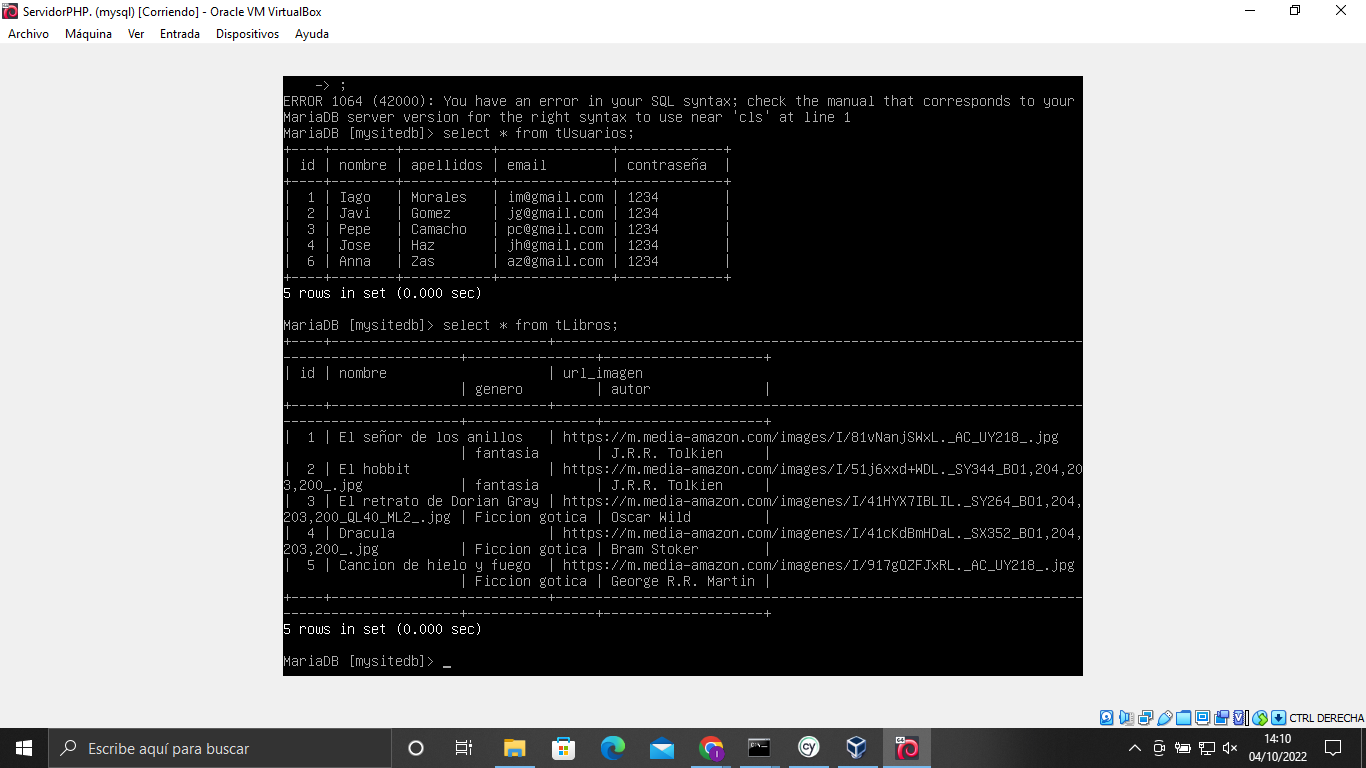 ServidorPHP. (mysql) [Corriendo] - Oracle VM VirtualBox
Archivo Máquina Ver Entrada Dispositivos Ayuda
-> ;
ERROR 1064 (42000): You have an error in your SQL syntax; check the manual that corresponds to your
MariaDB server version for the right syntax to use near 'cls' at line 1
MariaDB [mysitedb]> select * from tUsuarios;
+----+--------+-----------+--------------+-------------+
| id | nombre | apellidos | email        | contraseña  |
+----+--------+-----------+--------------+-------------+
|  1 | Iago   | Morales   | im@gmail.com | 1234        |
|  2 | Javi   | Gomez     | jg@gmail.com | 1234        |
|  3 | Pepe   | Camacho   | pc@gmail.com | 1234        |
|  4 | Jose   | Haz       | jh@gmail.com | 1234        |
|  6 | Anna   | Zas       | az@gmail.com | 1234        |
+----+--------+-----------+--------------+-------------+
5 rows in set (0.000 sec)
MariaDB [mysitedb]> select * from tLibros;
+----+----------------------------+------------------------------------------------------------------
----------------------+----------------+--------------------+
| id | nombre                    | url_imagen
                      | genero         | autor              |
+----+----------------------------+------------------------------------------------------------------
----------------------+----------------+--------------------+
|  1 | El señor de los anillos   | https://m.media-amazon.com/images/I/81vNanjSWxL._AC_UY218_.jpg
                      | fantasia       | J.R.R. Tolkien     |
|  2 | El hobbit                 | https://m.media-amazon.com/images/I/51j6xxd+WDL._SY344_BO1,204,20
3,200_.jpg            | fantasia       | J.R.R. Tolkien     |
|  3 | El retrato de Dorian Gray | https://m.media-amazon.com/imagenes/I/41HYX7IBLIL._SY264_BO1,204,
203,200_QL40_ML2_.jpg | Ficcion gotica | Oscar Wild         |
|  4 | Dracula                   | https://m.media-amazon.com/imagenes/I/41cKdBmHDaL._SX352_BO1,204,
203,200_.jpg          | Ficcion gotica | Bram Stoker        |
|  5 | Cancion de hielo y fuego  | https://m.media-amazon.com/imagenes/I/917gOZFJxRL._AC_UY218_.jpg
                      | Ficcion gotica | George R.R. Martin |
+----+----------------------------+------------------------------------------------------------------
----------------------+----------------+--------------------+
5 rows in set (0.000 sec)
MariaDB [mysitedb]> _
CTRL DERECHA
Escribe aquí para buscar
14:10
04/10/2022